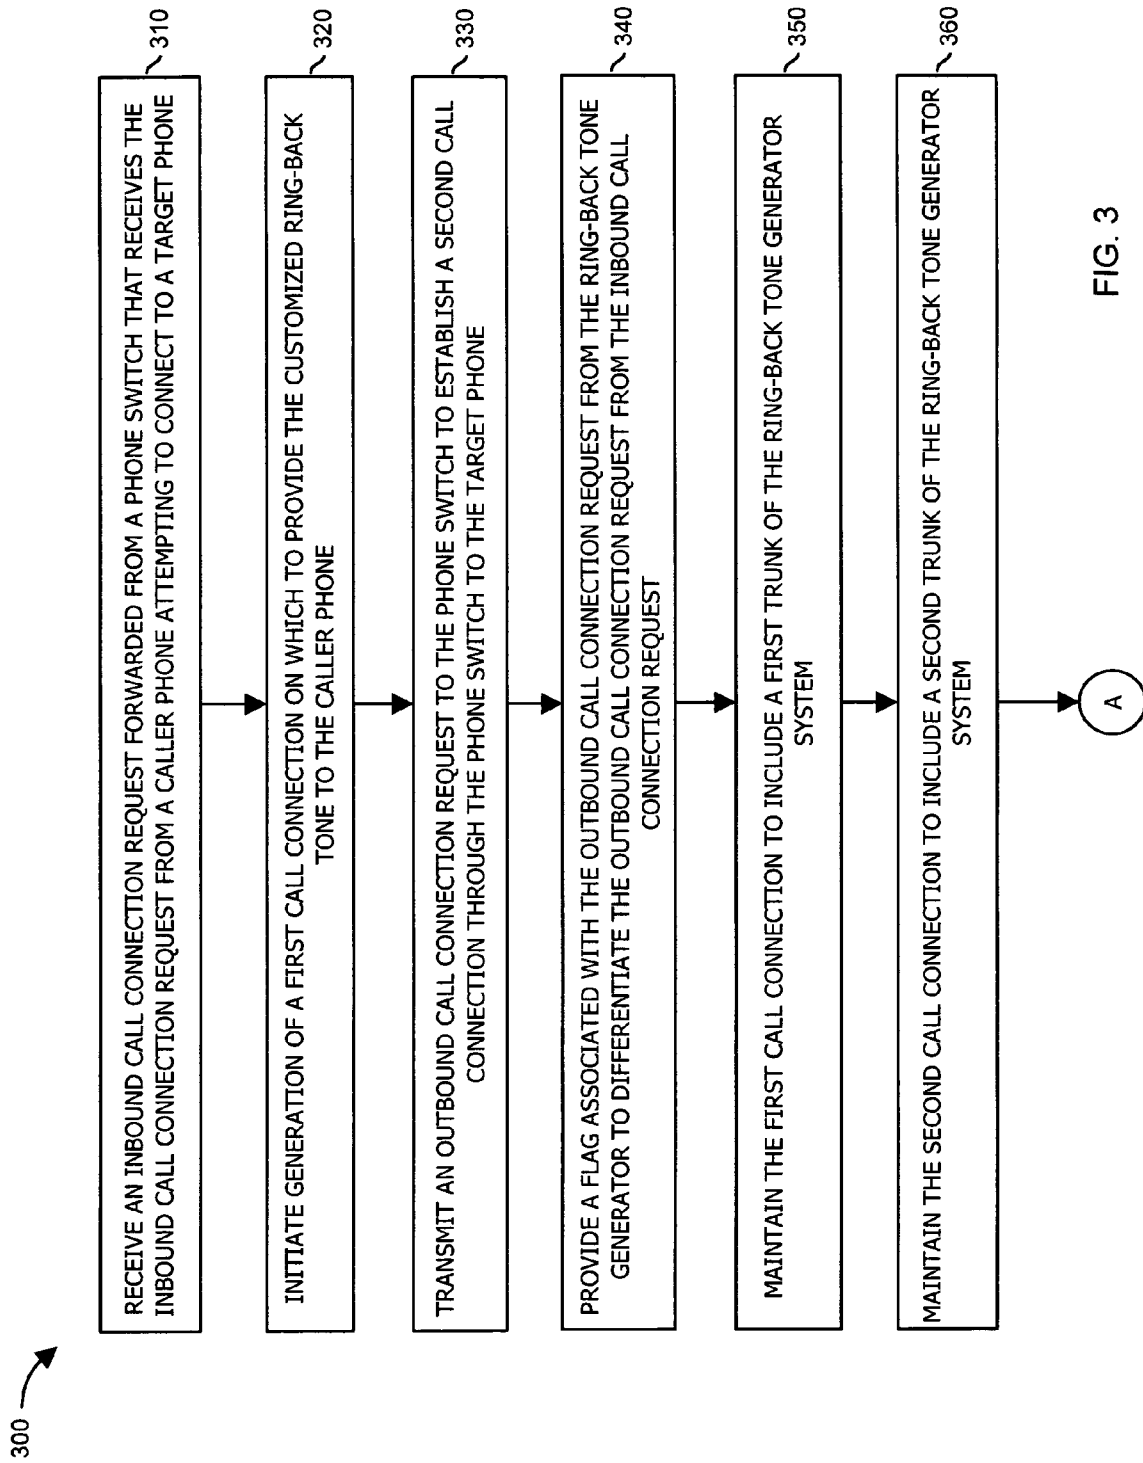 300
RECEIVE AN INBOUND CALL CONNECTION REQUEST FORWARDED FROM A PHONE SWITCH THAT RECEIVES THE
INBOUND CALL CONNECTION REQUEST FROM A CALLER PHONE ATTEMPTING TO CONNECT TO A TARGET PHONE
310
INITIATE GENERATION OF A FIRST CALL CONNECTION ON WHICH TO PROVIDE THE CUSTOMIZED RING-BACK
TONE TO THE CALLER PHONE
320
TRANSMIT AN OUTBOUND CALL CONNECTION REQUEST TO THE PHONE SWITCH TO ESTABLISH A SECOND CALL
CONNECTION THROUGH THE PHONE SWITCH TO THE TARGET PHONE
330
PROVIDE A FLAG ASSOCIATED WITH THE OUTBOUND CALL CONNECTION REQUEST FROM THE RING-BACK TONE
GENERATOR TO DIFFERENTIATE THE OUTBOUND CALL CONNECTION REQUEST FROM THE INBOUND CALL
CONNECTION REQUEST
340
MAINTAIN THE FIRST CALL CONNECTION TO INCLUDE A FIRST TRUNK OF THE RING-BACK TONE GENERATOR
SYSTEM
350
MAINTAIN THE SECOND CALL CONNECTION TO INCLUDE A SECOND TRUNK OF THE RING-BACK TONE GENERATOR
SYSTEM
360
A
FIG. 3